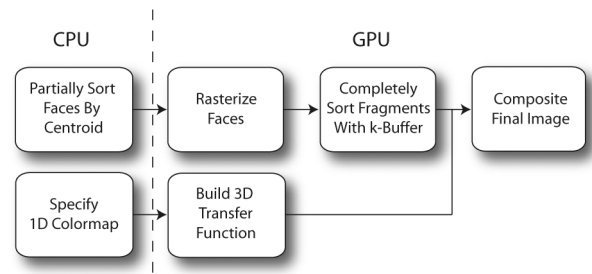 CPU
GPU
Partially Sort
Faces By
Centroid
Rasterize
Faces
Completely
Sort Fragments
With k-Buffer
Composite
Final Image
Specify
1D Colormap
Build 3D
Transfer
Function